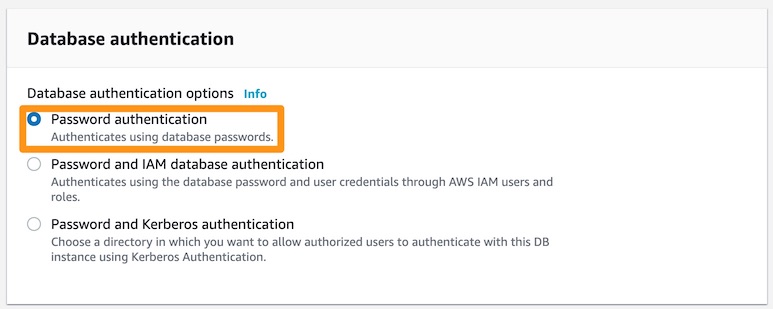 Database authentication
Database authentication options Info
Password authentication
Authenticates using database passwords.
Password and IAM database authentication
Authenticates using the database password and user credentials through AWS IAM users and
roles.
Password and Kerberos authentication
Choose a directory in which you want to allow authorized users to authenticate with this DB
instance using Kerberos Authentication.